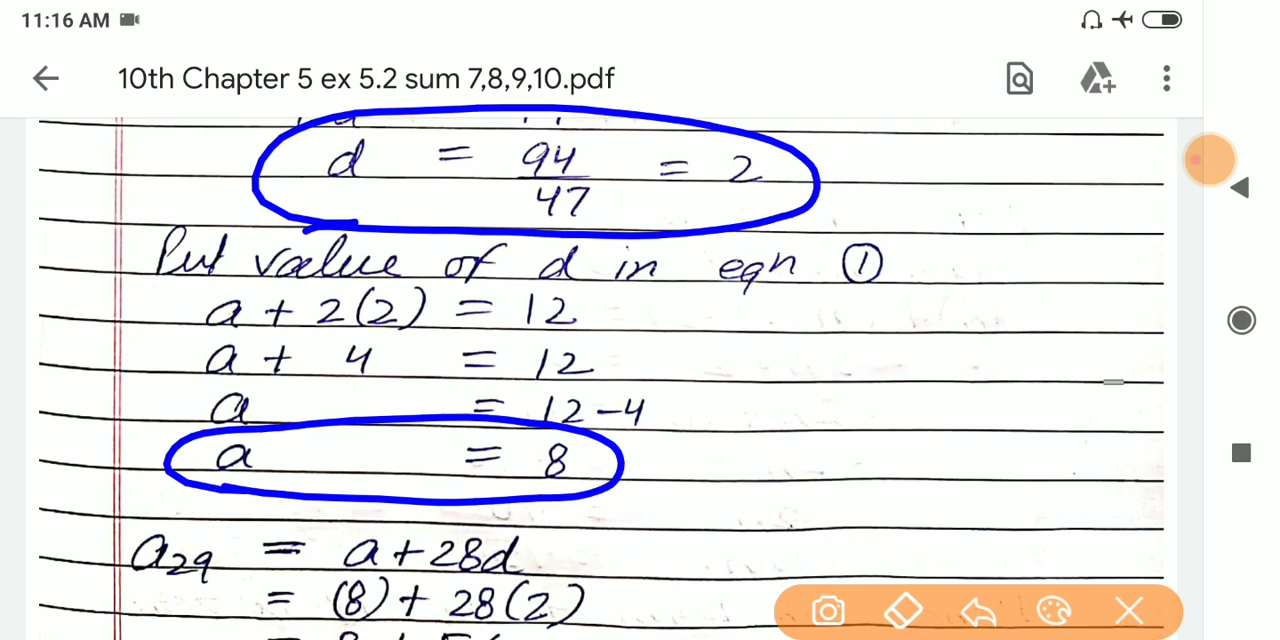 11:16 AM
10th Chapter 5 ex 5.2 sum 7,8,9,10.pdf
d = 94/47 = 2
Put value of d in eqn ①
a + 2(2) = 12
a + 4 = 12
a = 12-4
a = 8
a₂₉ = a+28d
= (8)+ 28(2)